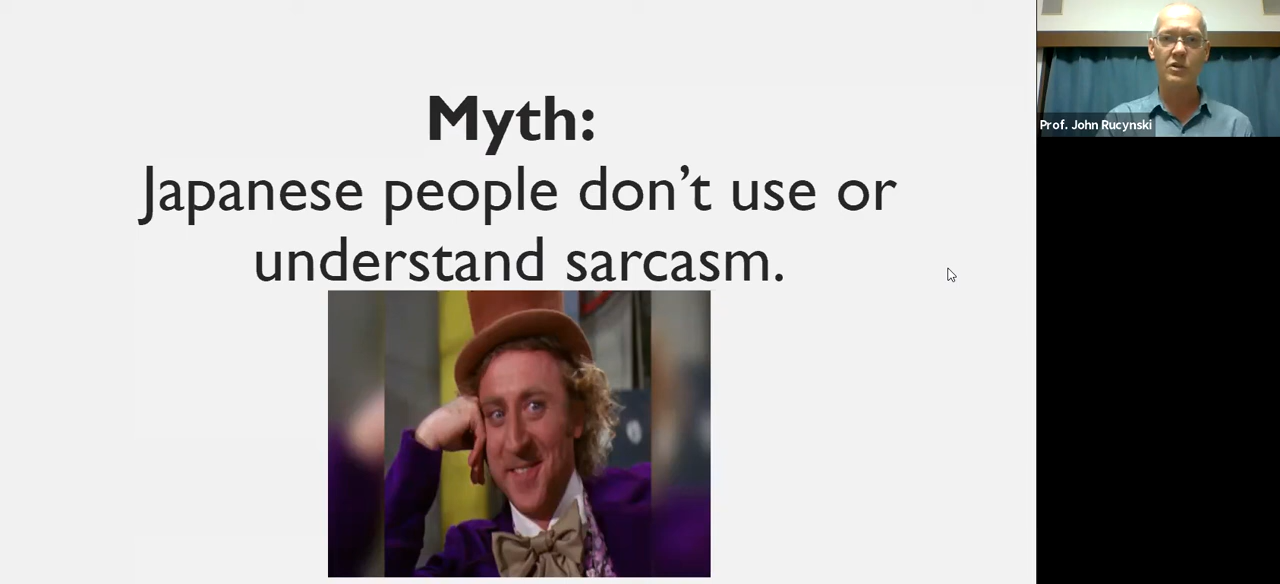 Myth:
Japanese people don’t use or
understand sarcasm.
Prof. John Rucynski